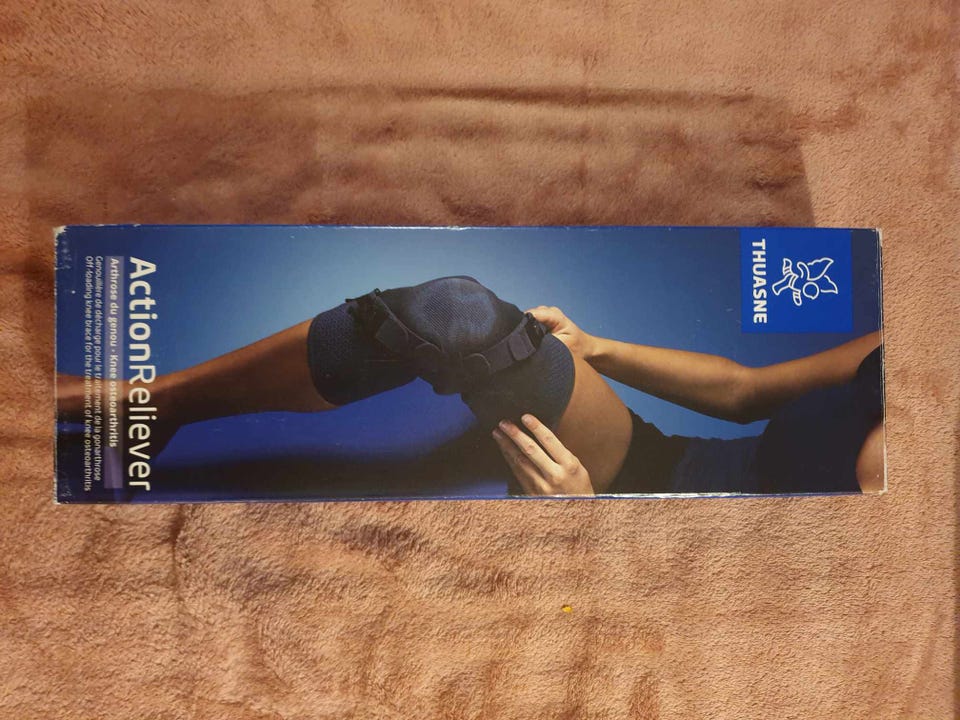 THUASNE
ActionReliever
Arthrose du genou · Knee osteoarthritis
Genouillère de décharge pour le traitement de la gonarthrose
Off-loading knee brace for the treatment of knee osteoarthritis